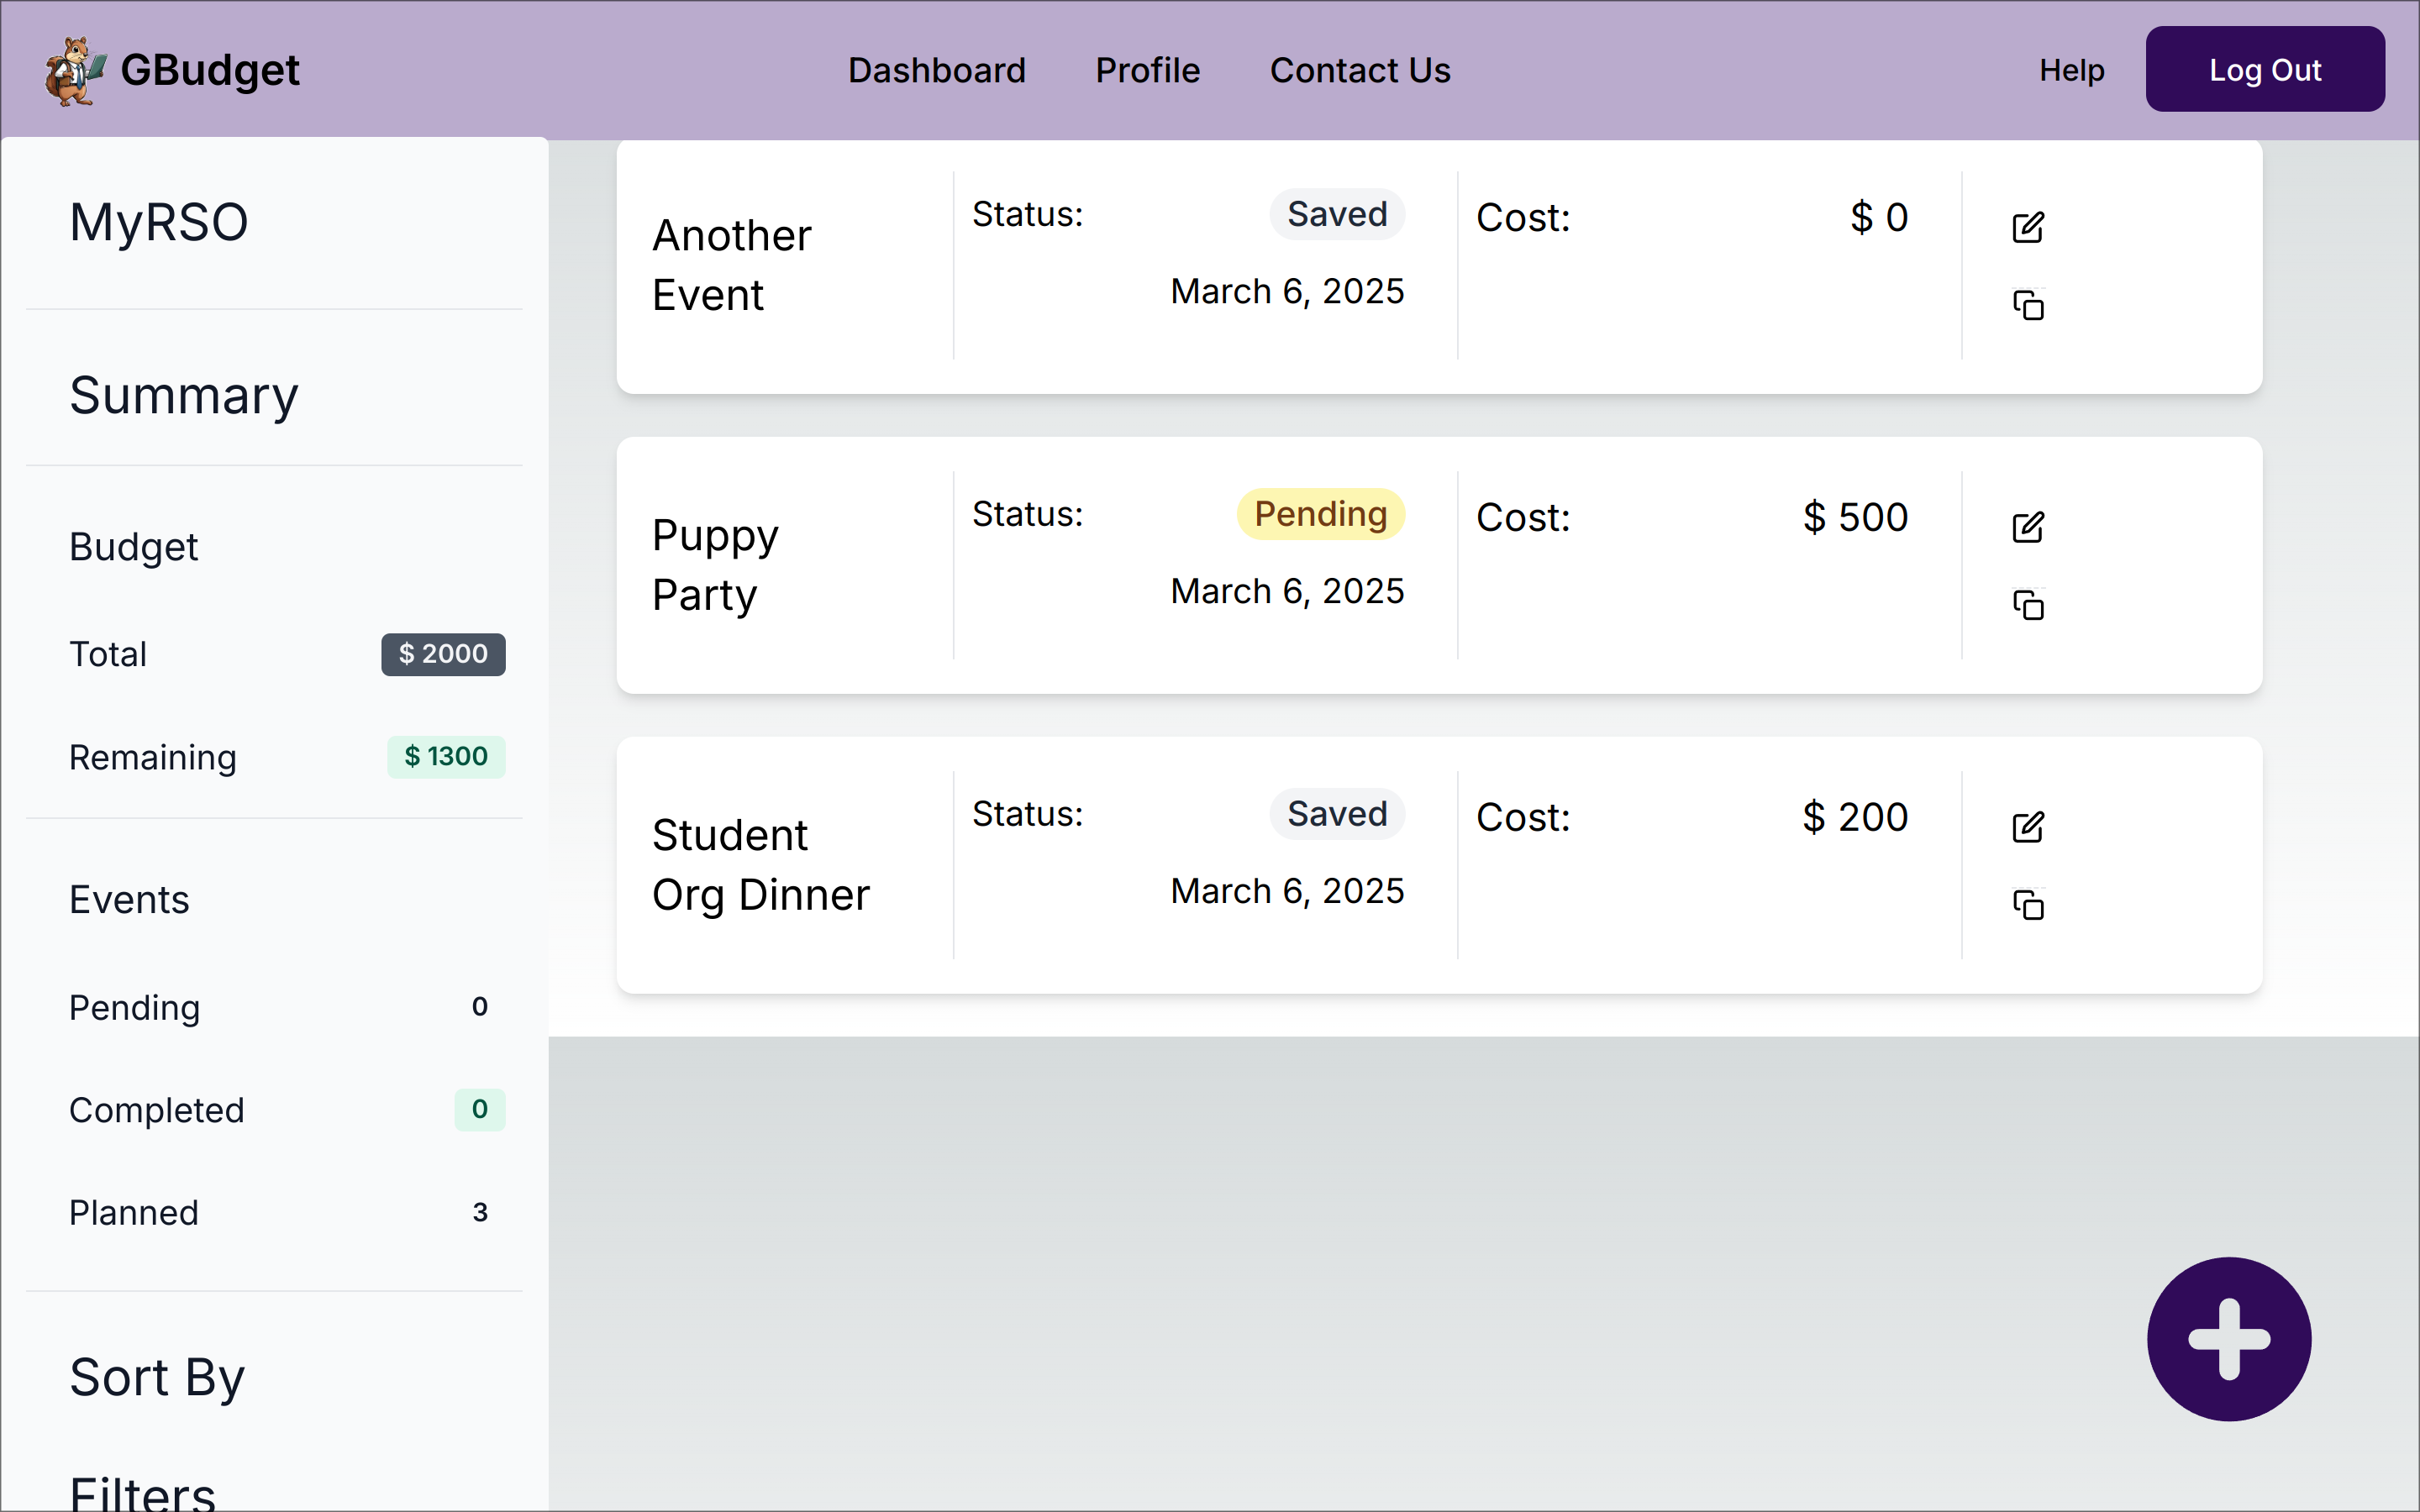 GBudget
Dashboard Profile Contact Us
Help Log Out
MyRSO
Summary
Budget
Total $ 2000
Remaining $ 1300
Events
Pending 0
Completed 0
Planned 3
Sort By
Filters
Another
Event
Status: Saved
March 6, 2025
Cost: $ 0
Puppy
Party
Status: Pending
March 6, 2025
Cost: $ 500
Student
Org Dinner
Status: Saved
March 6, 2025
Cost: $ 200